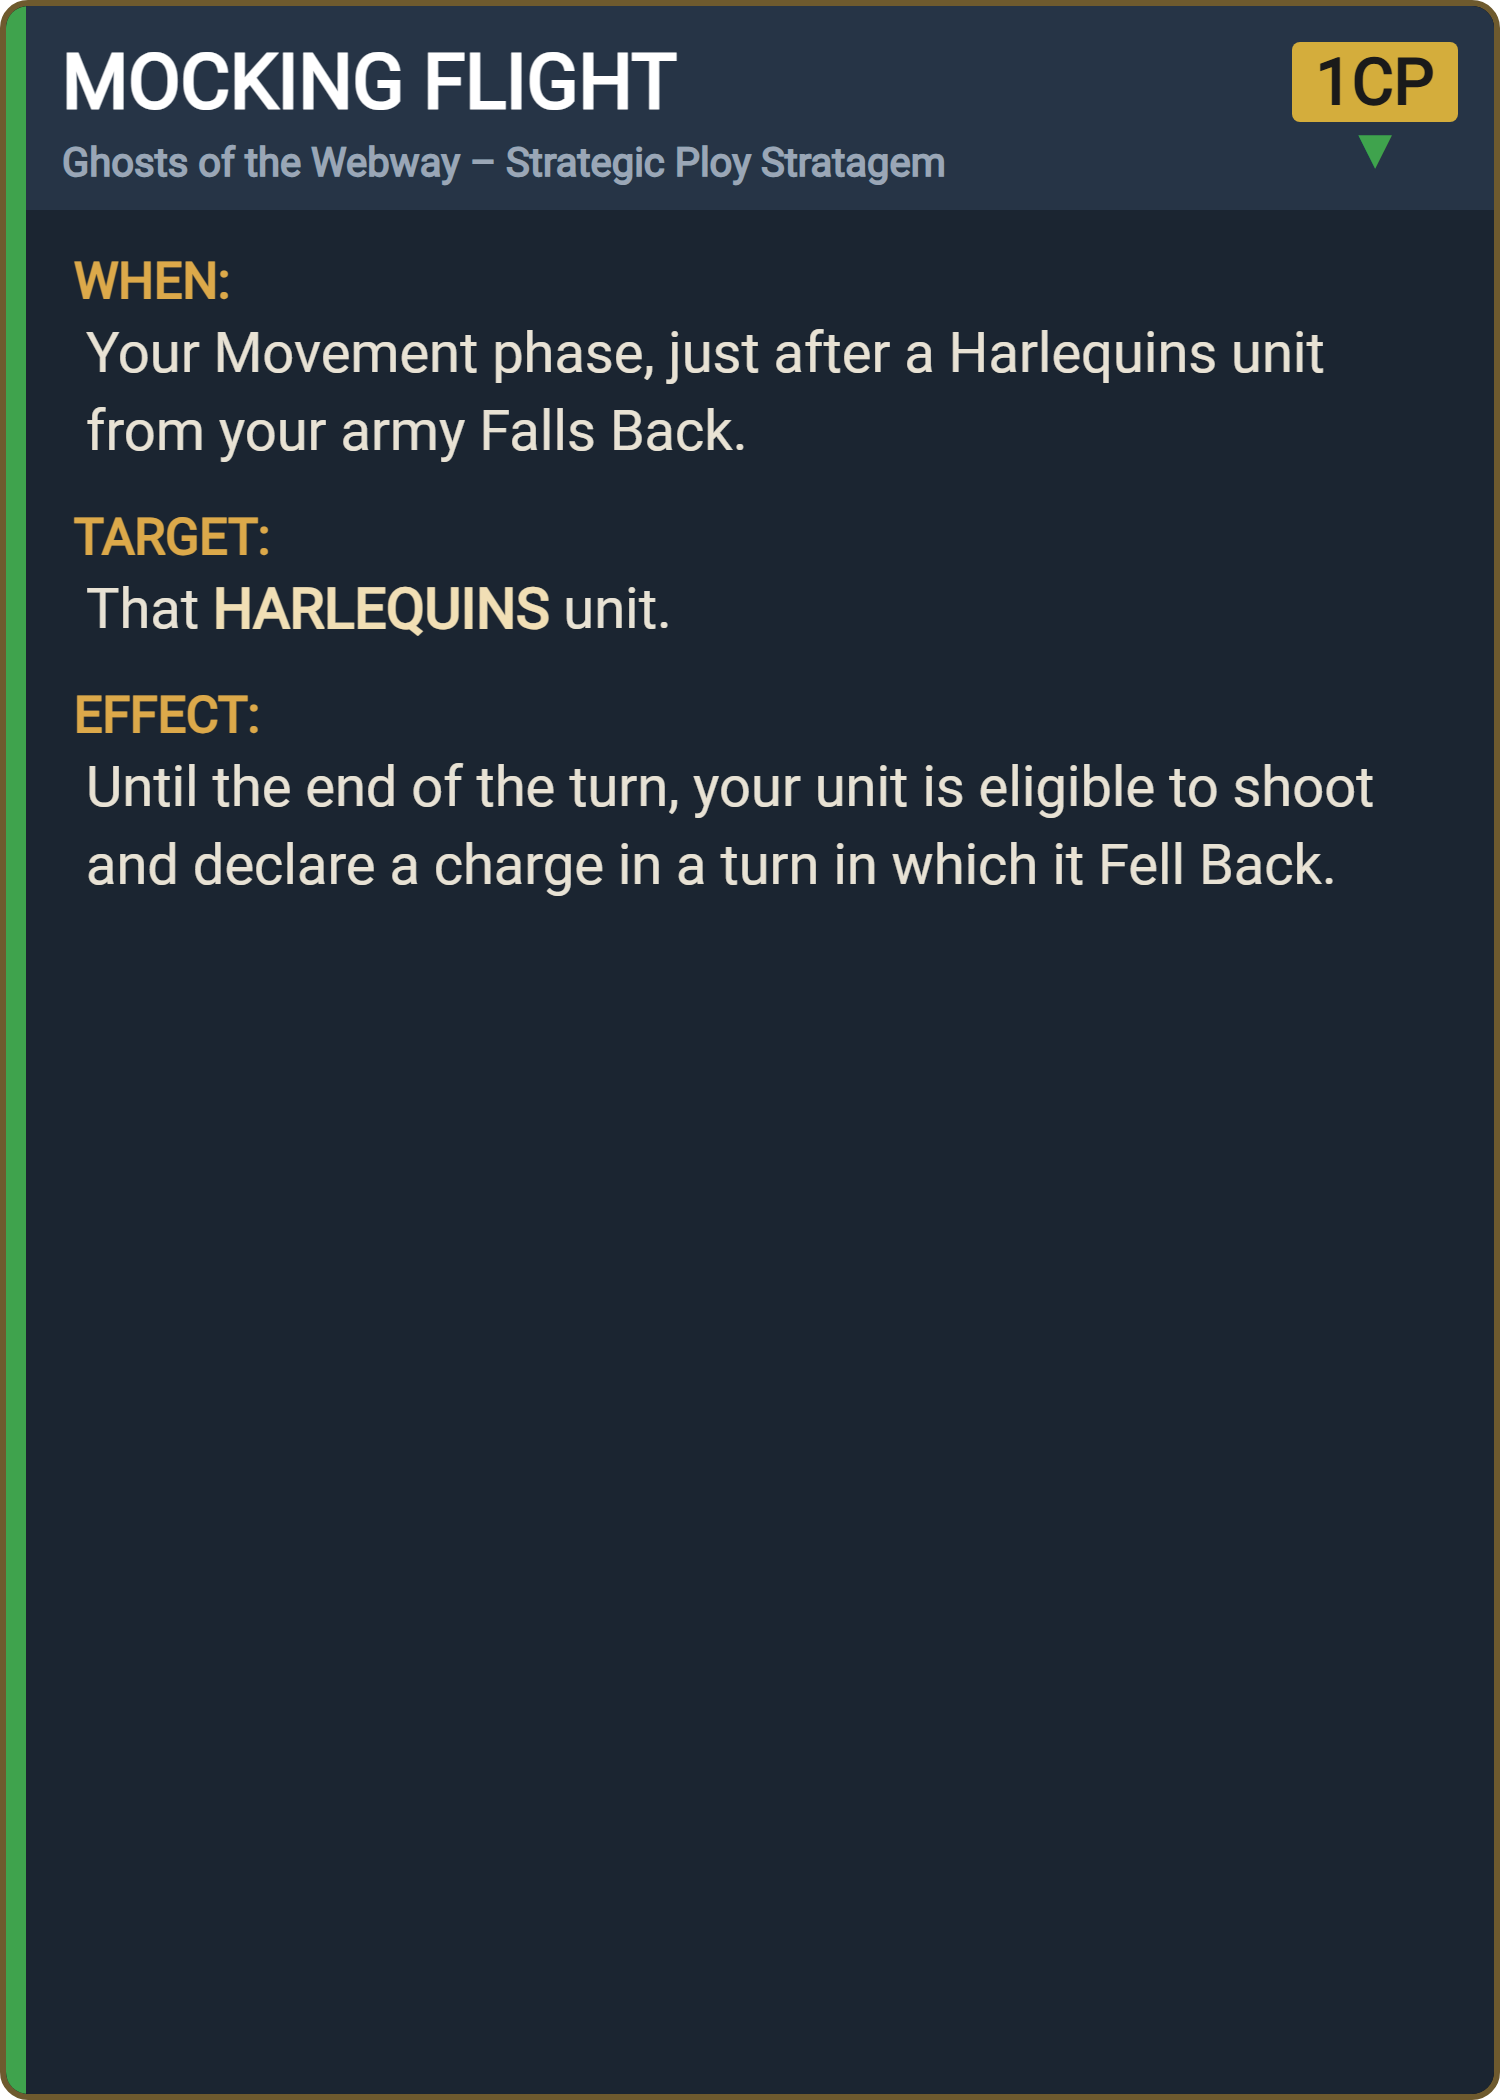 MOCKING FLIGHT
1CP
Ghosts of the Webway – Strategic Ploy Stratagem
WHEN:
Your Movement phase, just after a Harlequins unit
from your army Falls Back.
TARGET:
That HARLEQUINS unit.
EFFECT:
Until the end of the turn, your unit is eligible to shoot
and declare a charge in a turn in which it Fell Back.